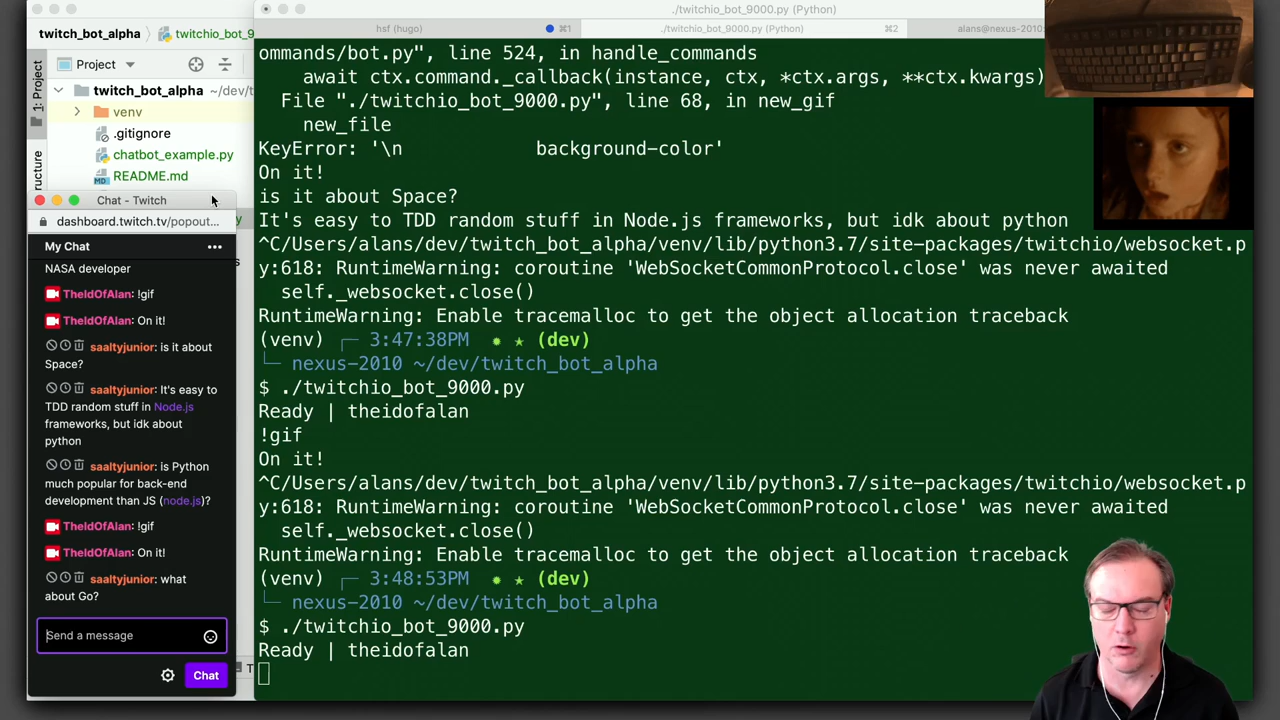 twitch_bot_alpha
twitchio_bot_9
Project
twitch_bot_alpha ~/dev/t
venv
.gitignore
chatbot_example.py
README.md
1: Project
ructure
Chat - Twitch
dashboard.twitch.tv/popout...
My Chat
NASA developer
TheIdOfAlan: !gif
TheIdOfAlan: On it!
saaltyjunior: is it about
Space?
saaltyjunior: It's easy to
TDD random stuff in Node.js
frameworks, but idk about
python
saaltyjunior: is Python
much popular for back-end
development than JS (node.js)?
TheIdOfAlan: !gif
TheIdOfAlan: On it!
saaltyjunior: what
about Go?
Send a message
Chat
../twitchio_bot_9000.py (Python)
hsf (hugo)
⌘1
../twitchio_bot_9000.py (Python)
⌘2
alans@nexus-2010
ommands/bot.py", line 524, in handle_commands
await ctx.command._callback(instance, ctx, *ctx.args, **ctx.kwargs)
File "./twitchio_bot_9000.py", line 68, in new_gif
new_file
KeyError: '\n background-color'
On it!
is it about Space?
It's easy to TDD random stuff in Node.js frameworks, but idk about python
^C/Users/alans/dev/twitch_bot_alpha/venv/lib/python3.7/site-packages/twitchio/websocket.p
y:618: RuntimeWarning: coroutine 'WebSocketCommonProtocol.close' was never awaited
self._websocket.close()
RuntimeWarning: Enable tracemalloc to get the object allocation traceback
(venv) ┌─ 3:47:38PM ✹ ★ (dev)
└─ nexus-2010 ~/dev/twitch_bot_alpha
$ ./twitchio_bot_9000.py
Ready | theidofalan
!gif
On it!
^C/Users/alans/dev/twitch_bot_alpha/venv/lib/python3.7/site-packages/twitchio/websocket.p
y:618: RuntimeWarning: coroutine 'WebSocketCommonProtocol.close' was never awaited
self._websocket.close()
RuntimeWarning: Enable tracemalloc to get the object allocation traceback
(venv) ┌─ 3:48:53PM ✹ ★ (dev)
└─ nexus-2010 ~/dev/twitch_bot_alpha
$ ./twitchio_bot_9000.py
Ready | theidofalan